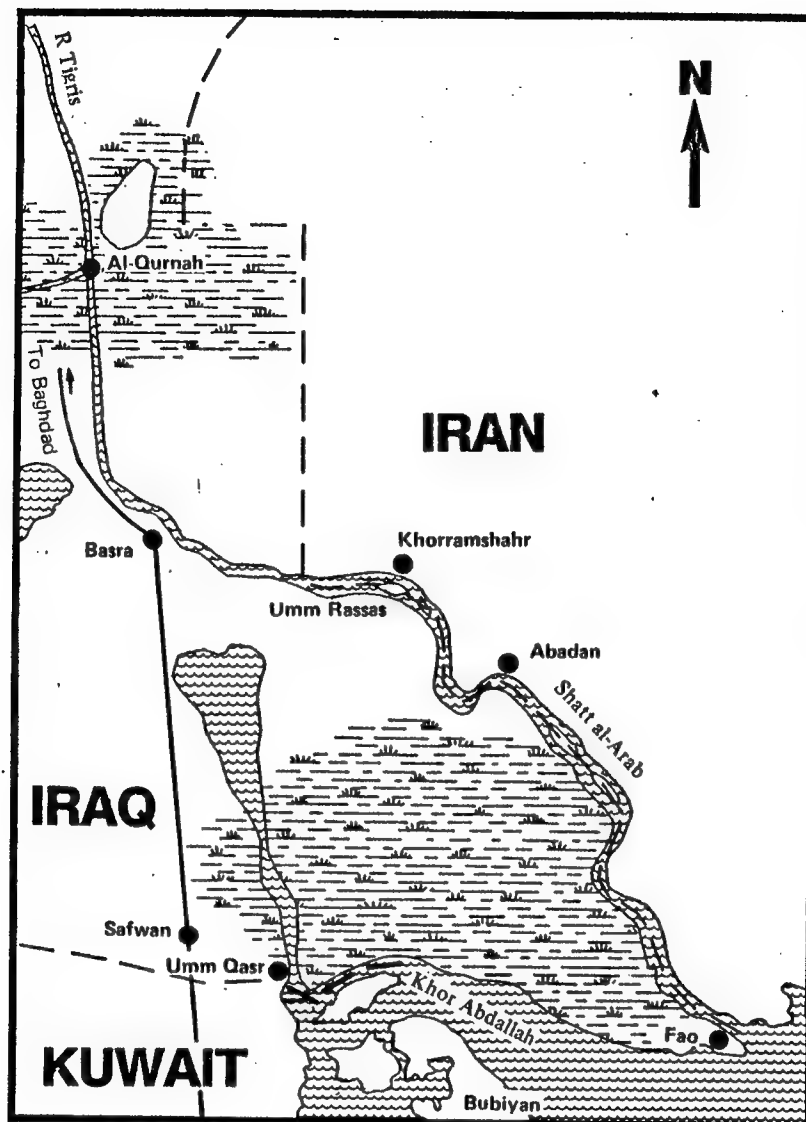 R Tigris
N
Al-Qurnah
To Baghdad
IRAN
Khorramshahr
Basra
Umm Rassas
Abadan
Shatt al-Arab
IRAQ
Safwan
Umm Qasr
Khor Abdallah
Fao
KUWAIT
Bubiyan